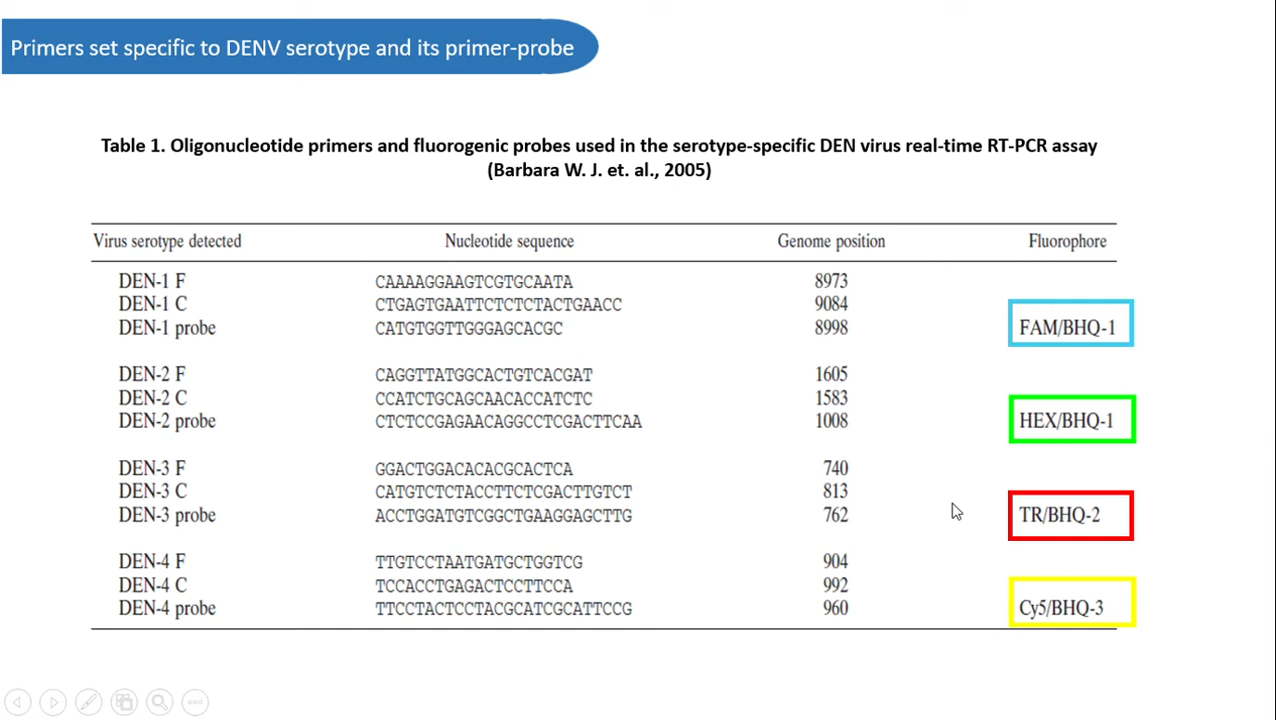 Primers set specific to DENV serotype and its primer-probe
Table 1. Oligonucleotide primers and fluorogenic probes used in the serotype-specific DEN virus real-time RT-PCR assay
(Barbara W. J. et. al., 2005)
Virus serotype detected Nucleotide sequence Genome position Fluorophore
DEN-1 F CAAAAGGAAGTCGTGCAATA 8973
DEN-1 C CTGAGTGAATTCTCTCTACTGAACC 9084
DEN-1 probe CATGTGGTTGGGAGCACGC 8998 FAM/BHQ-1
DEN-2 F CAGGTTATGGCACTGTCACGAT 1605
DEN-2 C CCATCTGCAGCAACACCATCTC 1583
DEN-2 probe CTCTCCGAGAACAGGCCTCGACTTCAA 1008 HEX/BHQ-1
DEN-3 F GGACTGGACACACGCACTCA 740
DEN-3 C CATGTCTCTACCTTCTCGACTTGTCT 813
DEN-3 probe ACCTGGATGTCGGCTGAAGGAGCTTG 762 TR/BHQ-2
DEN-4 F TTGTCCTAATGATGCTGGTCG 904
DEN-4 C TCCACCTGAGACTCCTTCCA 992
DEN-4 probe TTCCTACTCCTACGCATCGCATTCCG 960 Cy5/BHQ-3